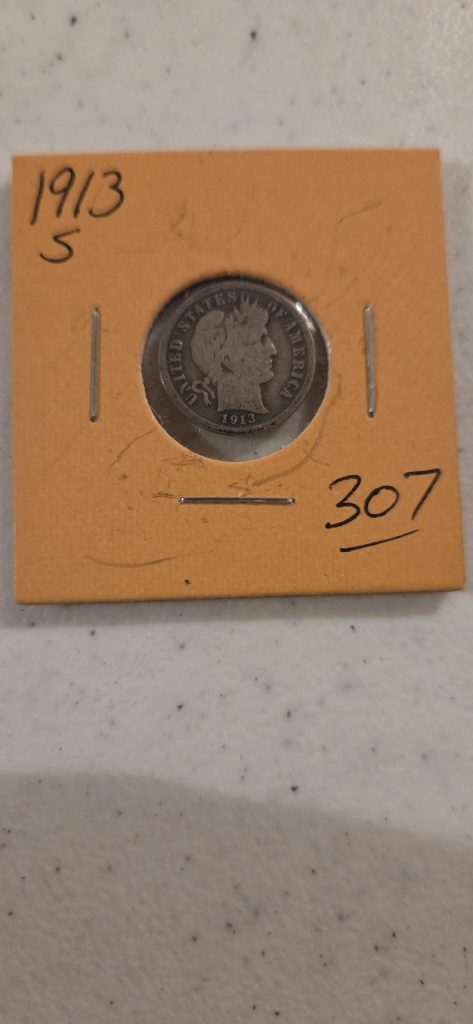 1913
S
UNITED STATES OF AMERICA
1913
307